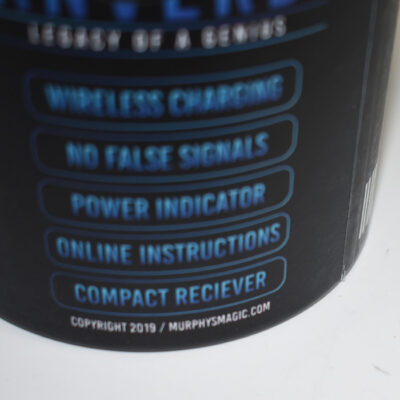 LEGACY OF A GENIUS
WIRELESS CHARGING
NO FALSE SIGNALS
POWER INDICATOR
ONLINE INSTRUCTIONS
COMPACT RECIEVER
COPYRIGHT 2019 / MURPHYSMAGIC.COM